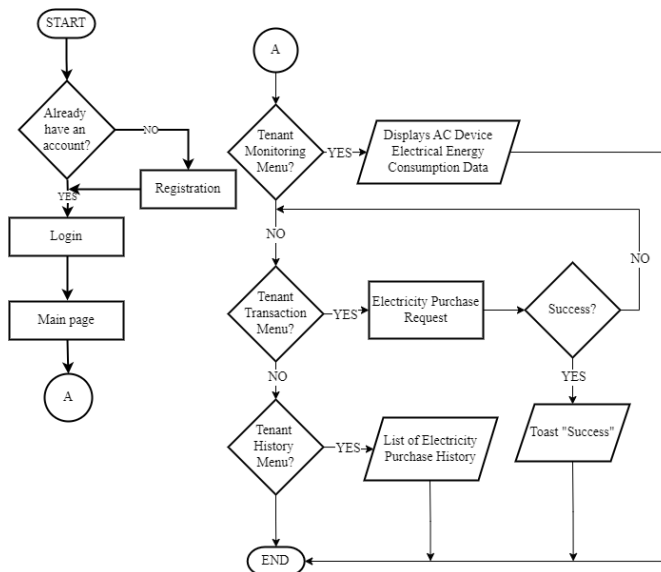 START
Already
have an
account?
NO
Registration
YES
Login
Main page
A
A
Tenant
Monitoring
Menu?
YES
Displays AC Device
Electrical Energy
Consumption Data
NO
Tenant
Transaction
Menu?
YES
Electricity Purchase
Request
Success?
NO
YES
Toast "Success"
NO
Tenant
History
Menu?
YES
List of Electricity
Purchase History
END